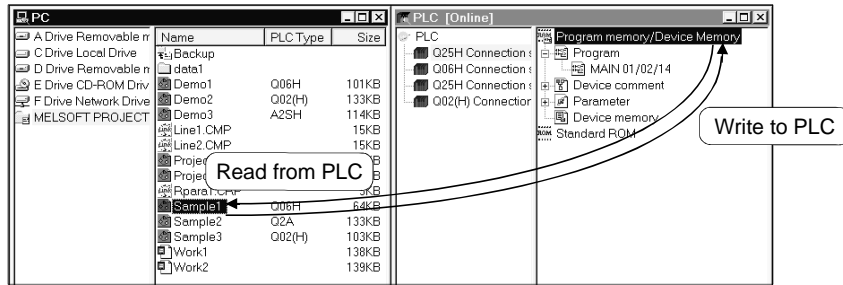 PC
A Drive Removable m
C Drive Local Drive
D Drive Removable m
E Drive CD-ROM Driv
F Drive Network Drive
MELSOFT PROJECT
Name PLC Type Size
Backup
data1
Demo1 Q06H 101KB
Demo2 Q02(H) 133KB
Demo3 A2SH 114KB
Line1.CMP 15KB
Line2.CMP 15KB
Projec
Projec
Rpara1.CMP
Sample1 Q06H 64KB
Sample2 Q2A 133KB
Sample3 Q02(H) 103KB
Work1 138KB
Work2 139KB
Read from PLC
PLC [Online]
PLC
Q25H Connection s
Q06H Connection s
Q25H Connection s
Q02(H) Connection
Program memory/Device Memory
Program
MAIN 01/02/14
Device comment
Parameter
Device memory
Standard ROM
Write to PLC